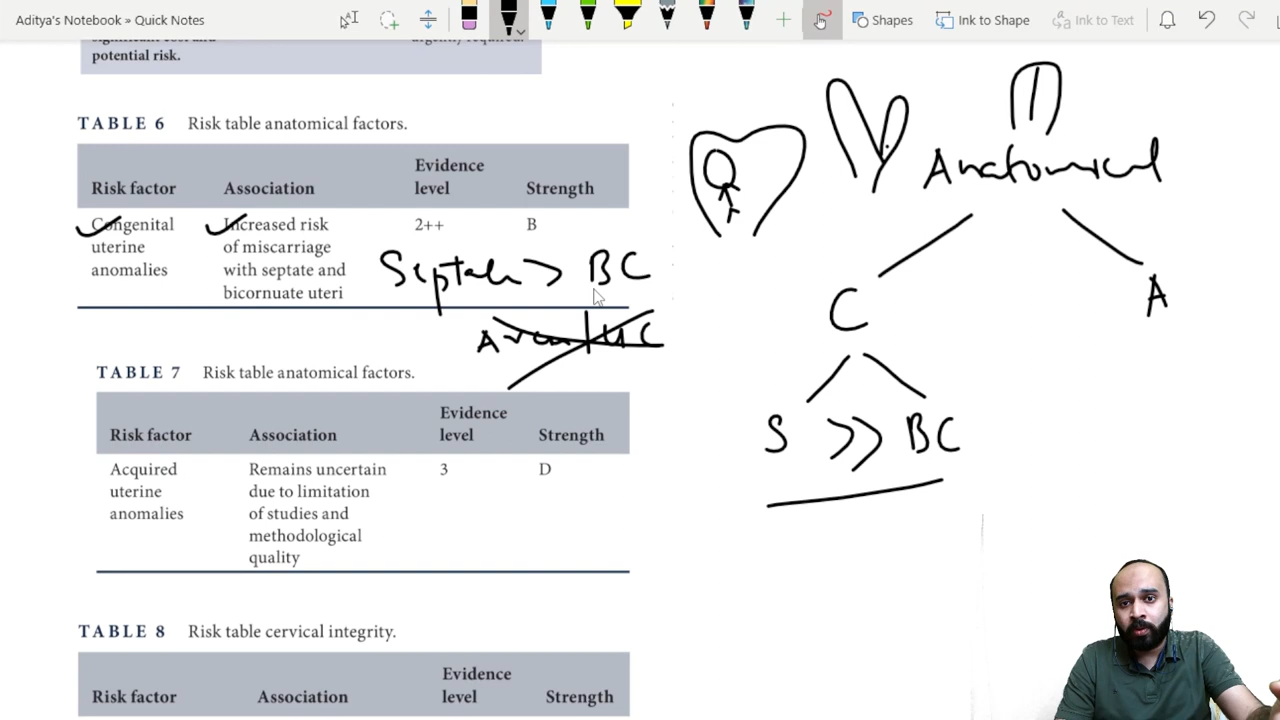 Aditya's Notebook » Quick Notes
Shapes
Ink to Shape
Ink to Text
significant cost and
urgently required.
potential risk.
TABLE 6 Risk table anatomical factors.
Risk factor Association Evidence level Strength
Congenital uterine anomalies
Increased risk of miscarriage with septate and bicornuate uteri
2++
B
Septate > BC
TABLE 7 Risk table anatomical factors.
Risk factor Association Evidence level Strength
Acquired uterine anomalies
Remains uncertain due to limitation of studies and methodological quality
3
D
TABLE 8 Risk table cervical integrity.
Risk factor Association Evidence level Strength
Anatomical
C
A
S >> BC